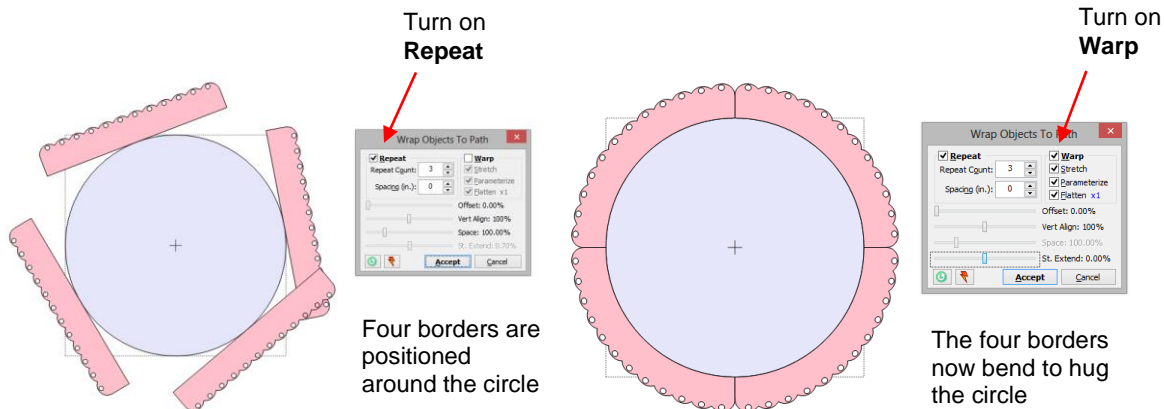 Turn on
Repeat
Wrap Objects To Path
Repeat
Warp
Repeat Count: 3
Stretch
Spacing (in.): 0
Parameterize
Flatten x1
Offset: 0.00%
Vert Align: 100%
Space: 100.00%
St. Extend: 8.70%
Accept
Cancel
Four borders are
positioned
around the circle
Turn on
Warp
Wrap Objects To Path
Repeat
Warp
Repeat Count: 3
Stretch
Spacing (in.): 0
Parameterize
Flatten x1
Offset: 0.00%
Vert Align: 100%
Space: 100.00%
St. Extend: 0.00%
Accept
Cancel
The four borders
now bend to hug
the circle